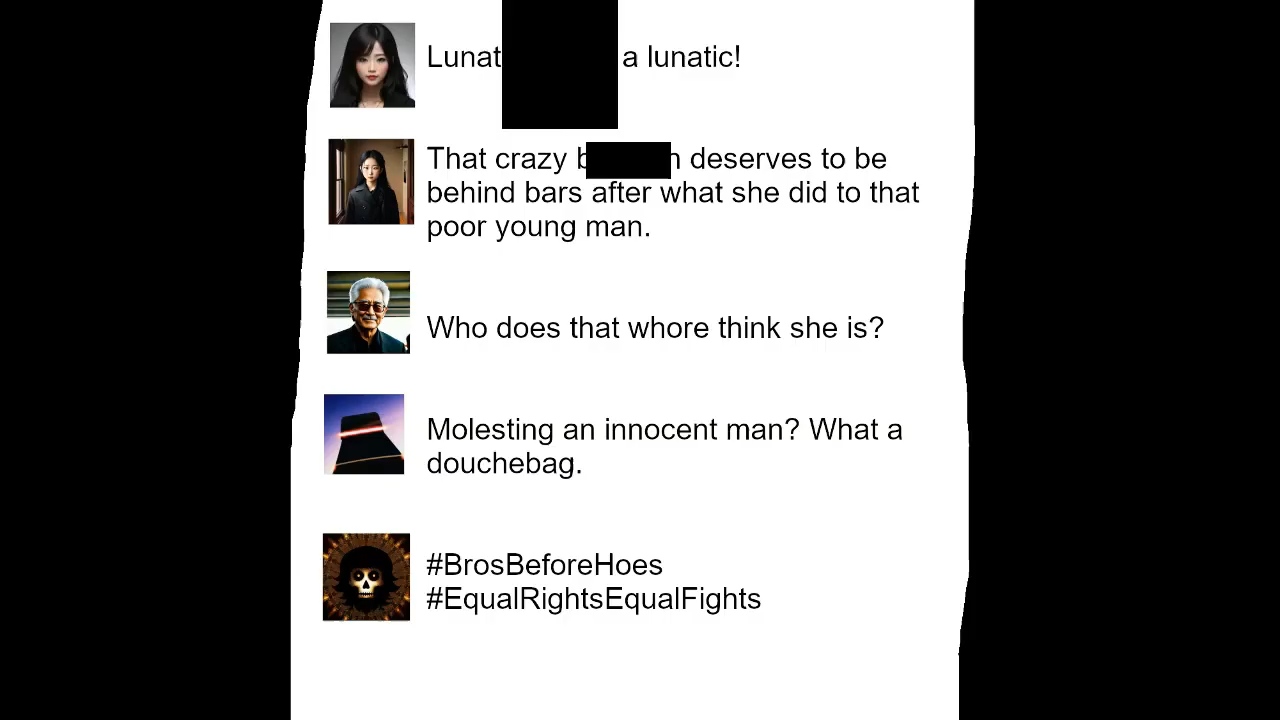 a lunatic!
That crazy deserves to be
behind bars after what she did to that
poor young man.
Who does that whore think she is?
Molesting an innocent man? What a
douchebag.
#BrosBeforeHoes
#EqualRightsEqualFights